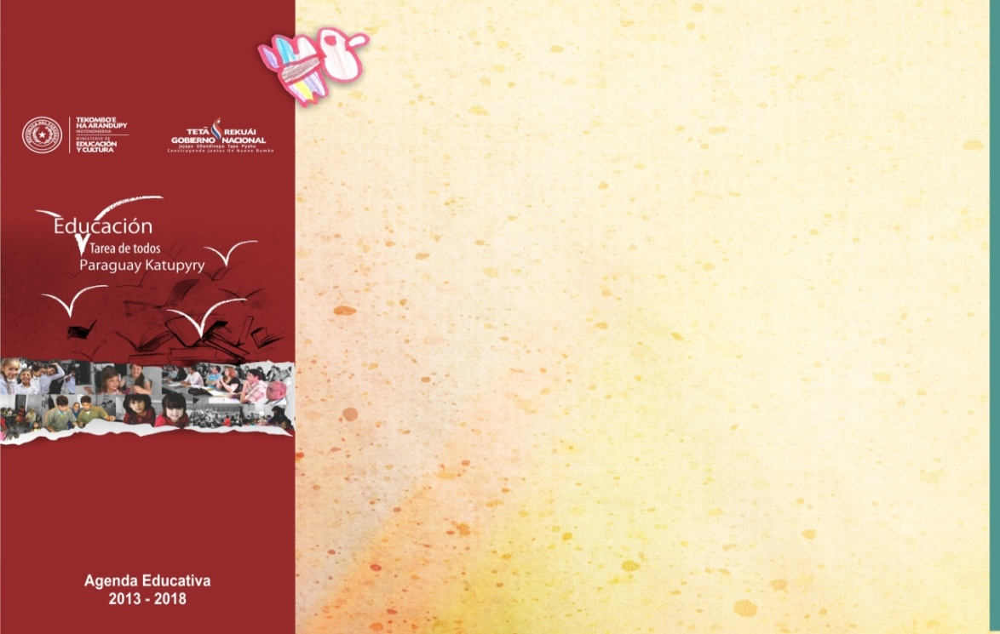 TEKOMBO'E
HA ARANDUPY
MOTENONDEHA
MINISTERIO DE
EDUCACIÓN
Y CULTURA
TETÃ REKUÁI
GOBIERNO NACIONAL
Jajapo Ñondivepa Tape Pyahu
Construyendo Juntos Un Nuevo Rumbo
Educación
Tarea de todos
Paraguay Katupyry
Agenda Educativa
2013 - 2018